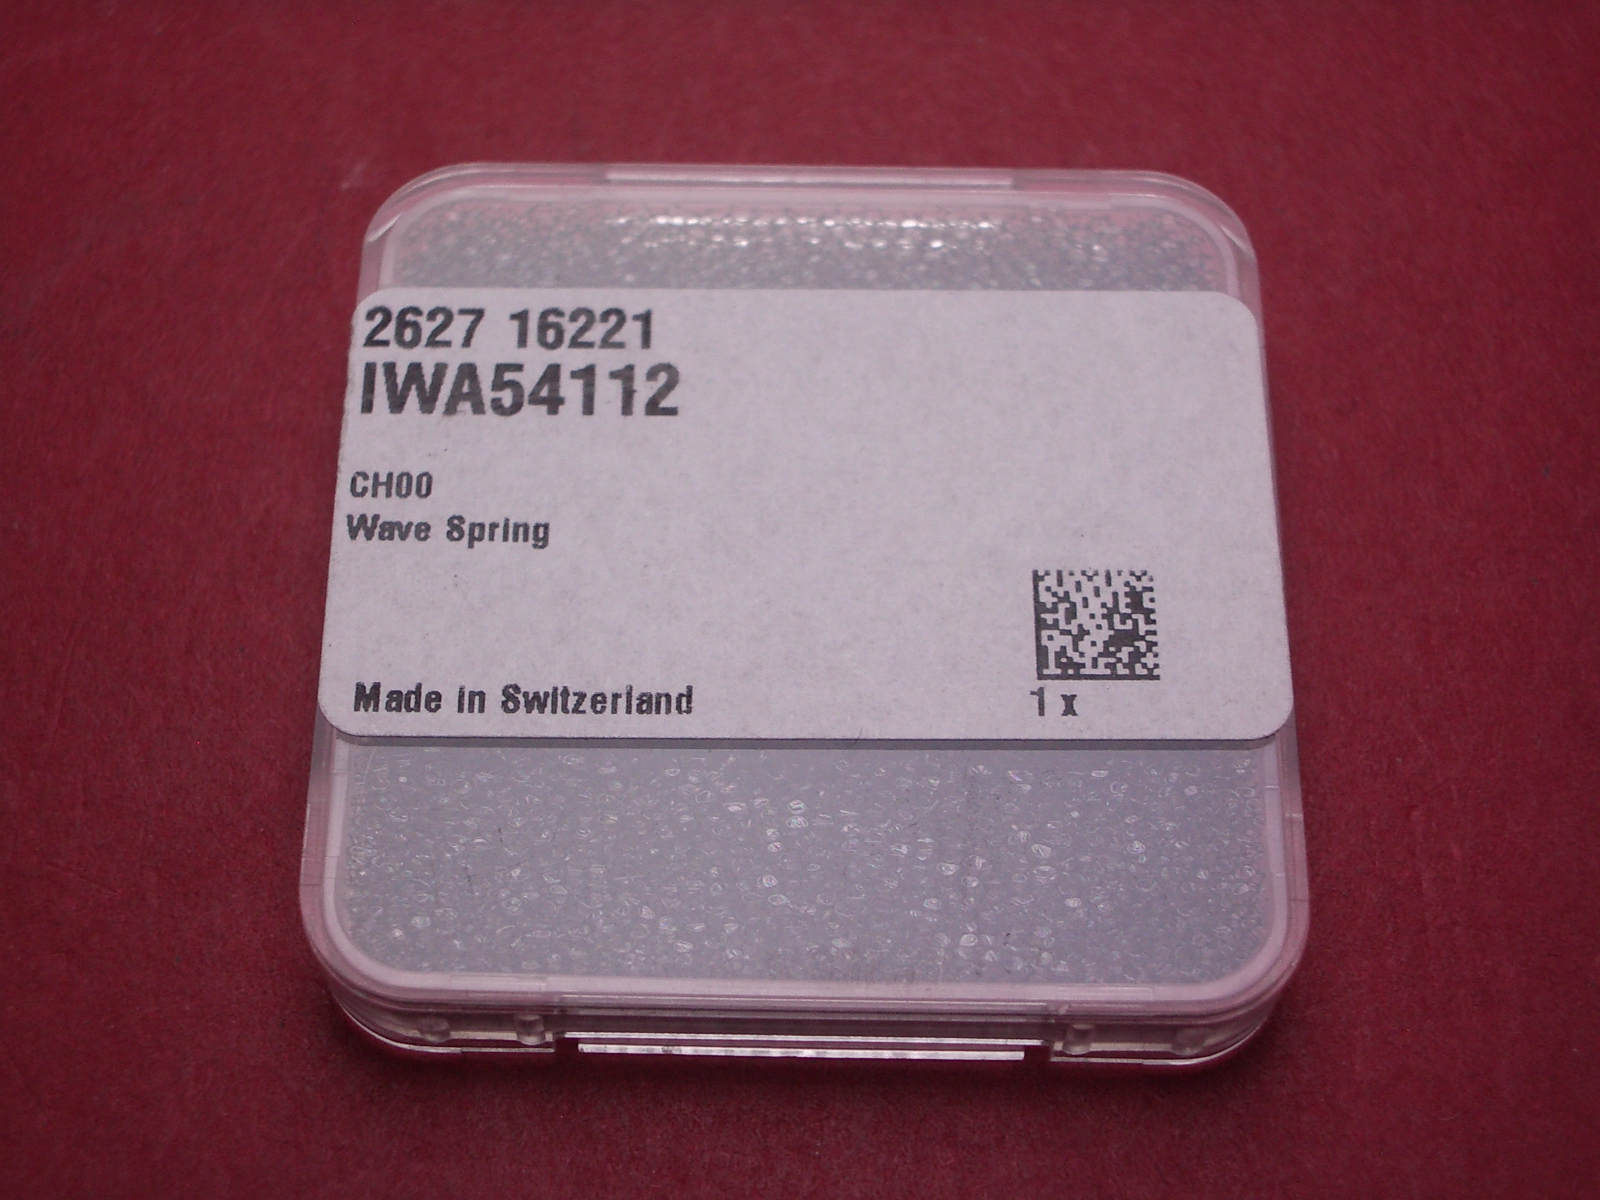 2627 16221
IWA54112
CH00
Wave Spring
Made in Switzerland
1 x